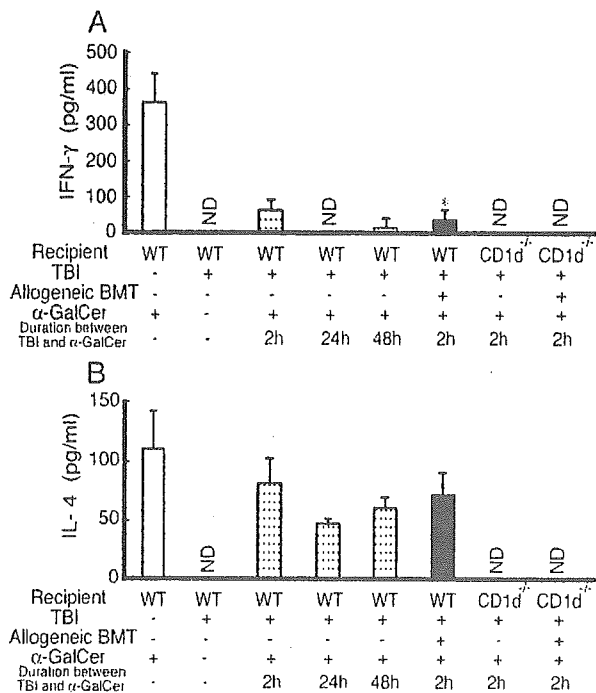 A
IFN-γ (pg/ml)
500
400
300
200
100
0
ND ND * ND ND
Recipient WT WT WT WT WT WT CD1d-/- CD1d-/-
TBI - + + + + + + +
Allogeneic BMT - - - - - + - +
α-GalCer + - + + + + + +
Duration between
TBI and α-GalCer - - 2h 24h 48h 2h 2h 2h
B
IL-4 (pg/ml)
150
100
50
0
ND ND ND
Recipient WT WT WT WT WT WT CD1d-/- CD1d-/-
TBI - + + + + + + +
Allogeneic BMT - - - - - + - +
α-GalCer + - + + + + + +
Duration between
TBI and α-GalCer - - 2h 24h 48h 2h 2h 2h